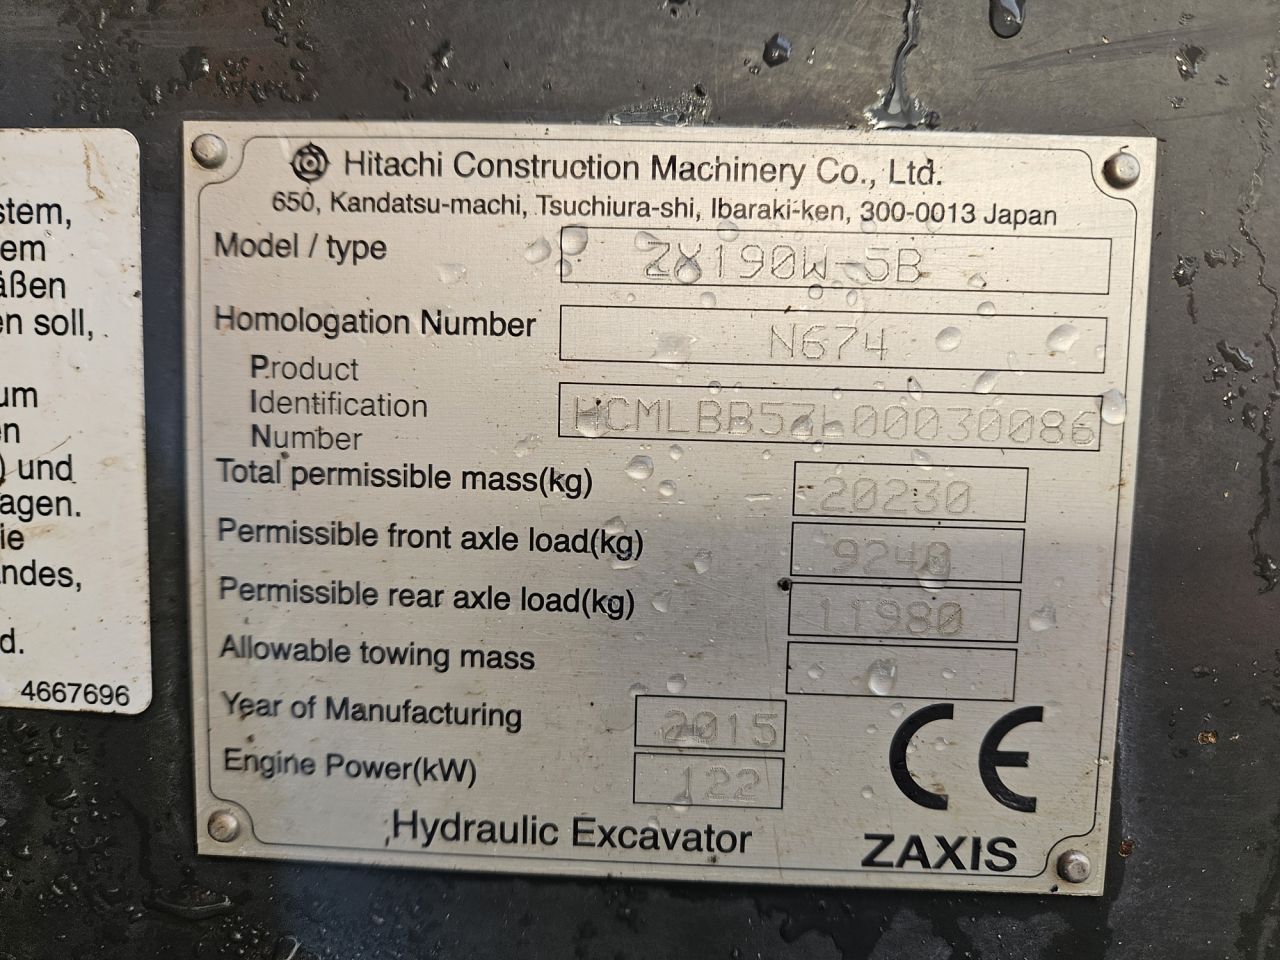 stem,
em
äßen
en soll,
um
en
) und
agen.
ie
andes,
d.
4667696
Hitachi Construction Machinery Co., Ltd.
650, Kandatsu-machi, Tsuchiura-shi, Ibaraki-ken, 300-0013 Japan
Model / type ZX190W-5B
Homologation Number N674
Product
Identification
Number
Total permissible mass(kg) 20230
Permissible front axle load(kg) 9240
Permissible rear axle load(kg) 11980
Allowable towing mass
Year of Manufacturing 2015
Engine Power(kW) 122
CE
Hydraulic Excavator
ZAXIS